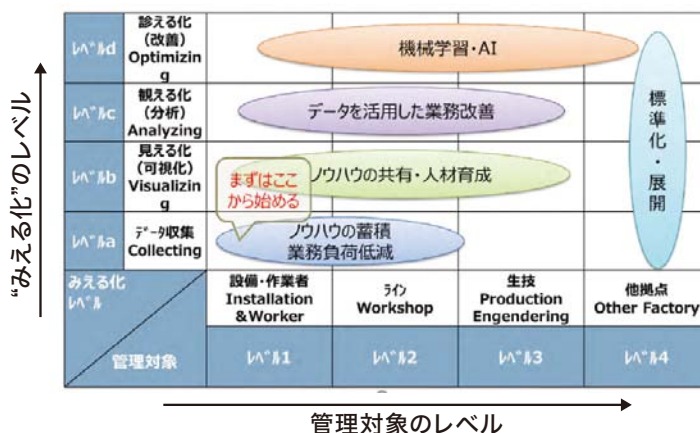 “みえる化”のレベル
ﾚﾍﾞﾙd
診える化
(改善)
Optimizin
g
機械学習・AI
ﾚﾍﾞﾙc
観える化
(分析)
Analyzing
データを活用した業務改善
ﾚﾍﾞﾙb
見える化
(可視化)
Visualizin
g
ノウハウの共有・人材育成
まずはここ
から始める
ﾚﾍﾞﾙa
データ収集
Collecting
ノウハウの蓄積
業務負荷低減
標準化・展開
みえる化
ﾚﾍﾞﾙ
管理対象
設備・作業者
Installation
&Worker
ﾗｲﾝ
Workshop
生技
Production
Engendering
他拠点
Other Factory
ﾚﾍﾞﾙ1
ﾚﾍﾞﾙ2
ﾚﾍﾞﾙ3
ﾚﾍﾞﾙ4
管理対象のレベル